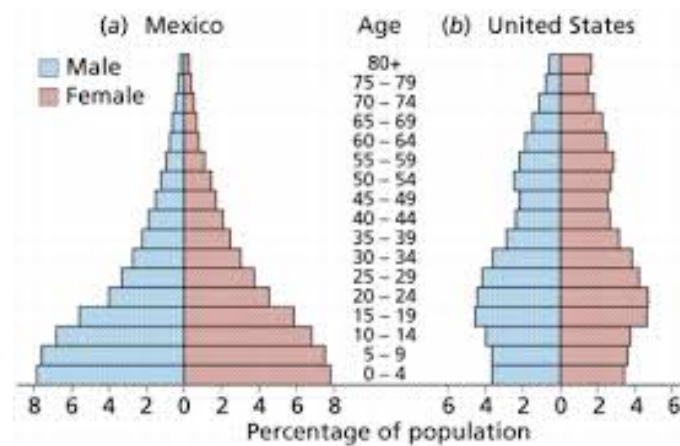 (a) Mexico Age (b) United States
Male
Female
80+
75 – 79
70 – 74
65 – 69
60 – 64
55 – 59
50 – 54
45 – 49
40 – 44
35 – 39
30 – 34
25 – 29
20 – 24
15 – 19
10 – 14
5 – 9
0 – 4
8 6 4 2 0 2 4 6 8 6 4 2 0 2 4 6
Percentage of population